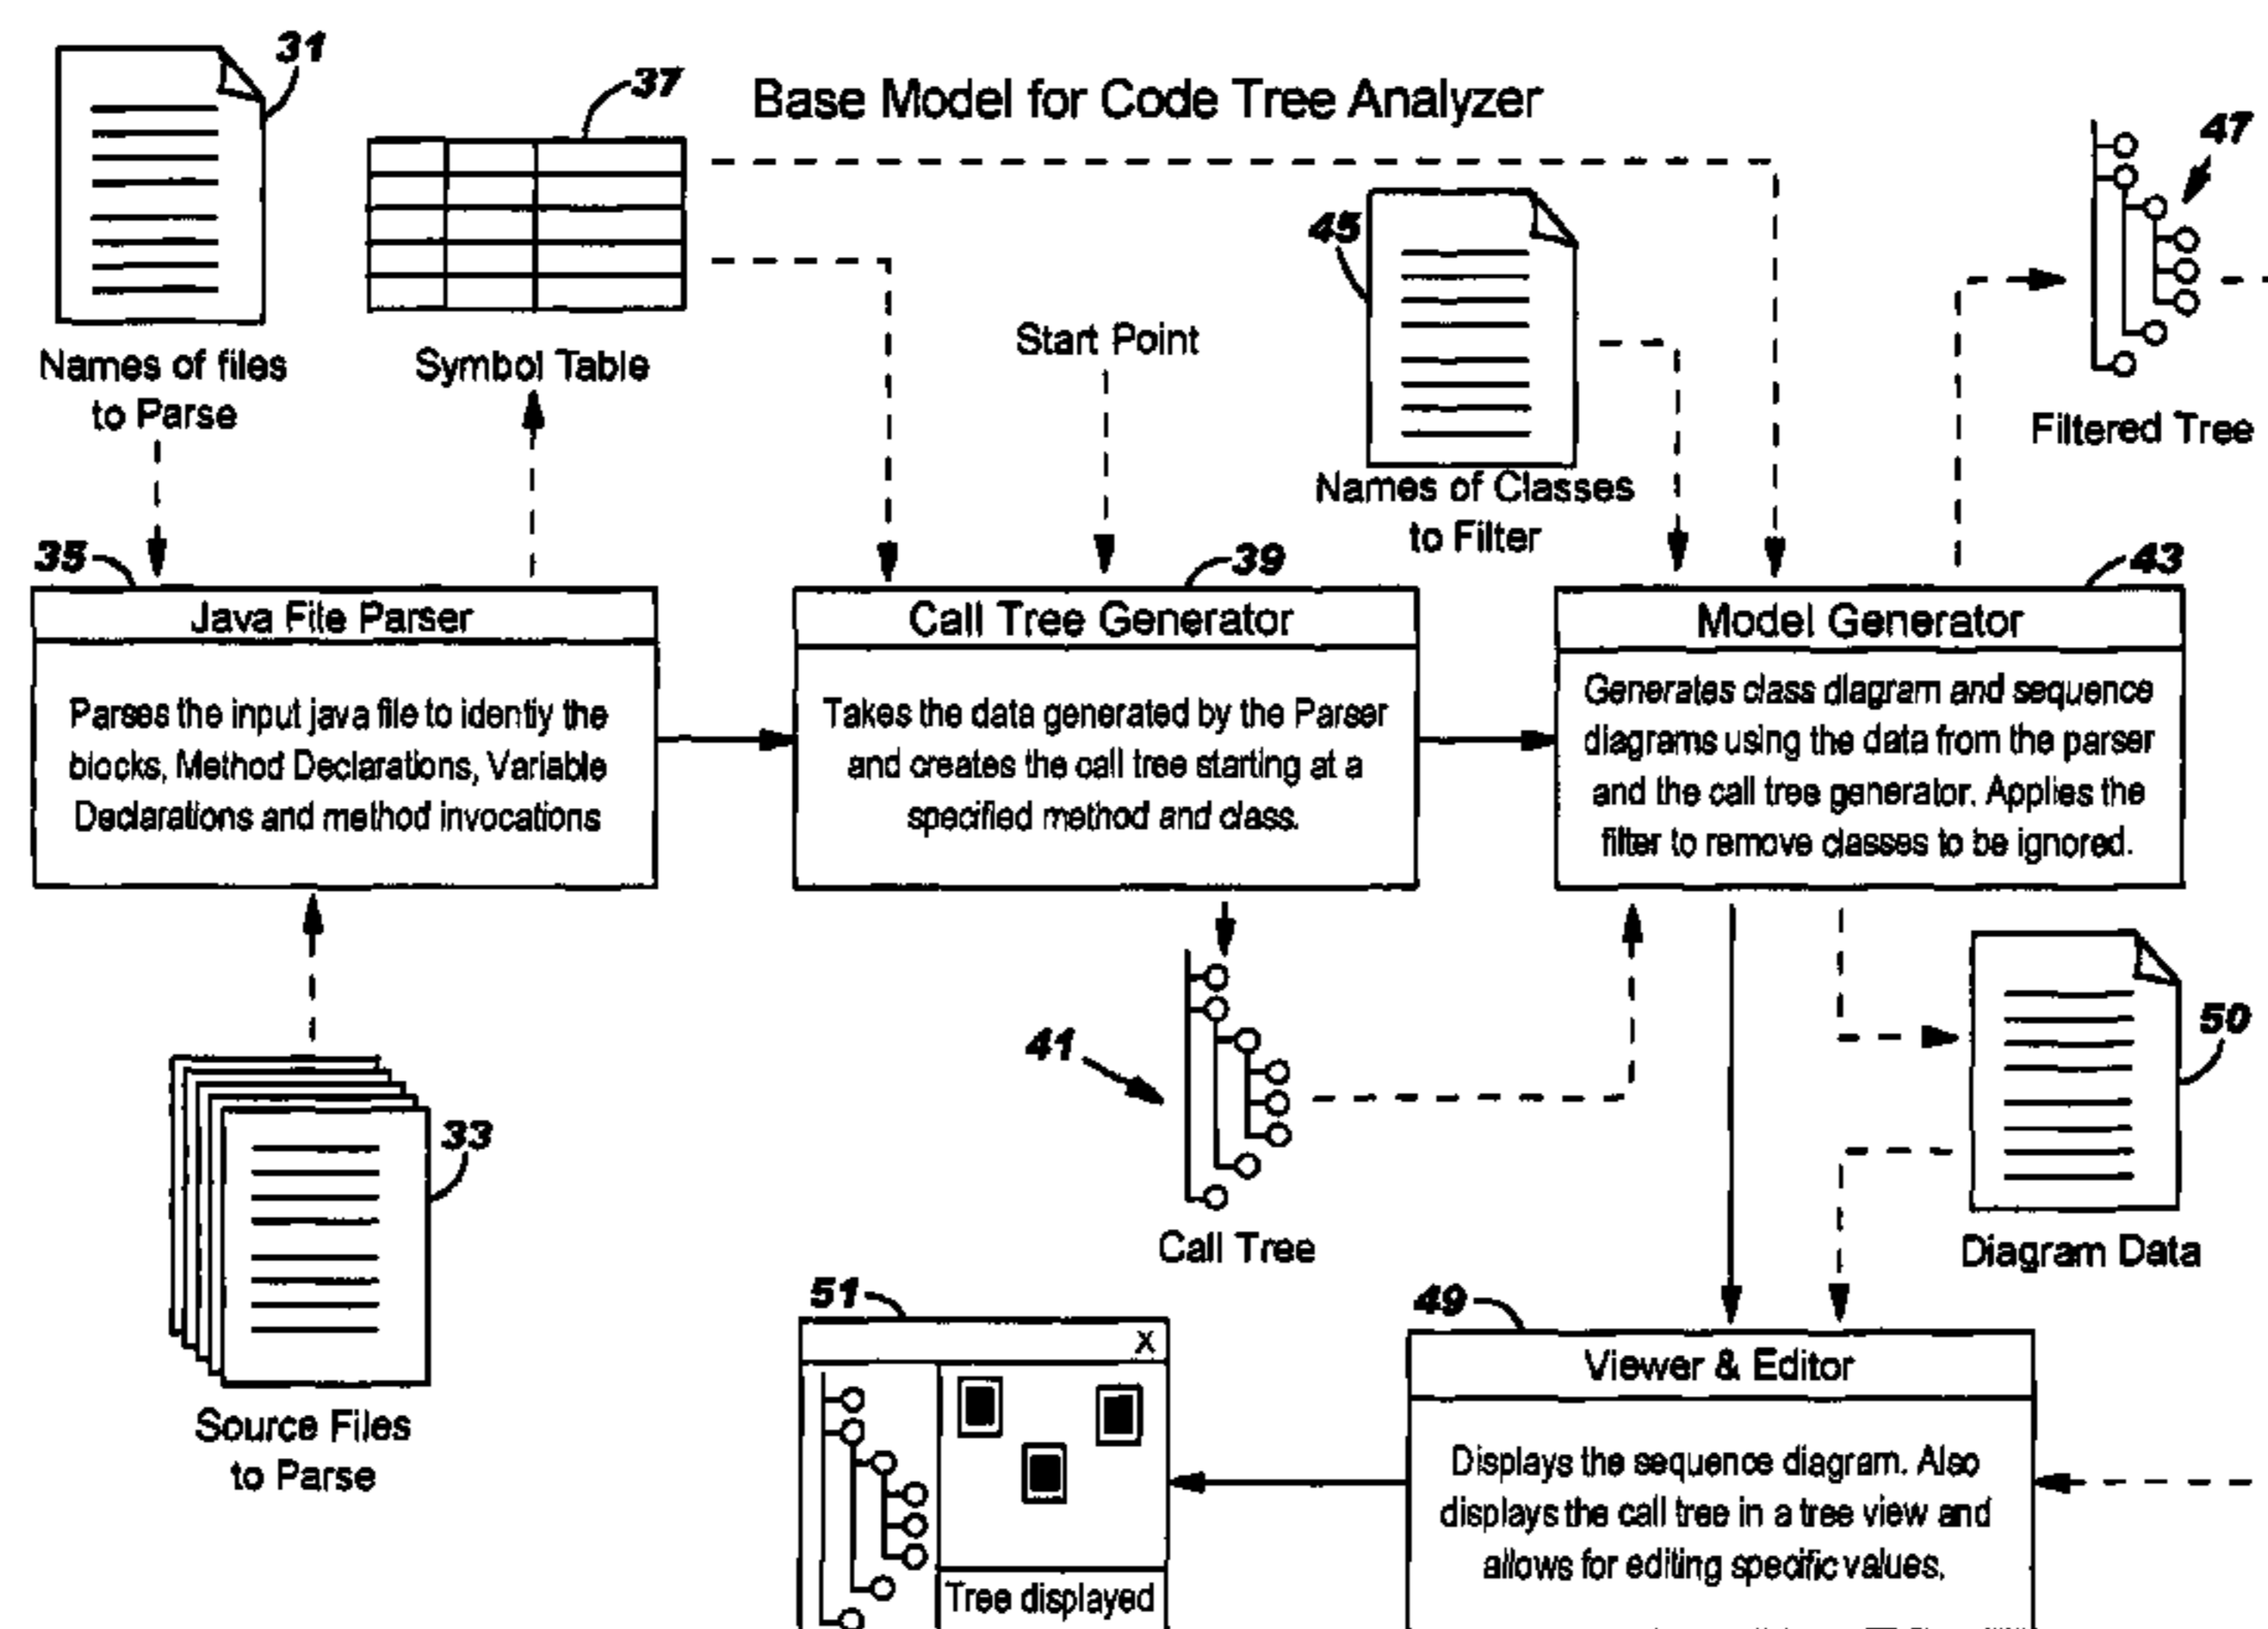 31
37
Base Model for Code Tree Analyzer
47
45
Start Point
Names of files
to Parse
Symbol Table
Filtered Tree
Names of Classes
to Filter
35
39
43
Java File Parser
Parses the input java file to identiy the
blocks, Method Declarations, Variable
Declarations and method invocations
Call Tree Generator
Takes the data generated by the Parser
and creates the call tree starting at a
specified method and class.
Model Generator
Generates class diagram and sequence
diagrams using the data from the parser
and the call tree generator. Applies the
filter to remove classes to be ignored.
41
50
33
Call Tree
Diagram Data
Source Files
to Parse
51
X
Tree displayed
49
Viewer & Editor
Displays the sequence diagram. Also
displays the call tree in a tree view and
allows for editing specific values.